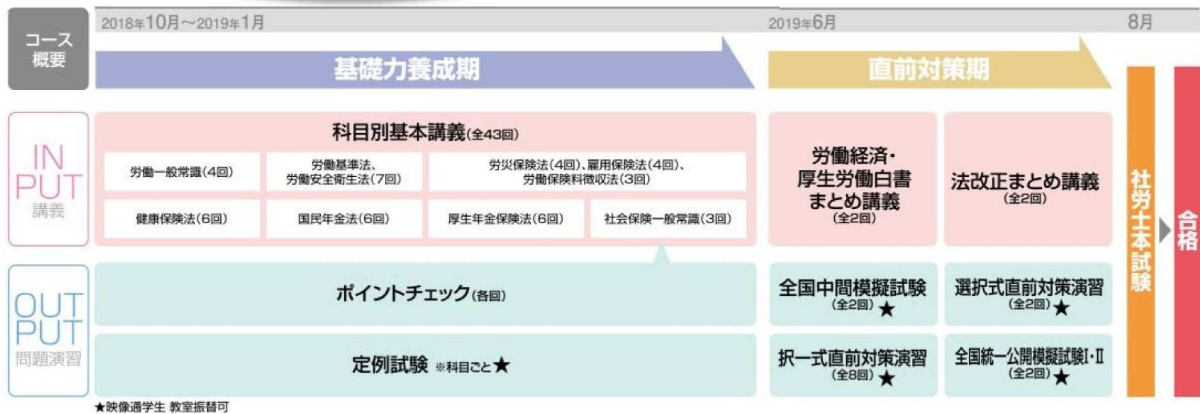 コース
概要
2018年10月～2019年1月
2019年6月
8月
基礎力養成期
直前対策期
IN
PUT
講義
科目別基本講義(全43回)
労働一般常識(4回)
労働基準法、
労働安全衛生法(7回)
労災保険法(4回)、雇用保険法(4回)、
労働保険料徴収法(3回)
健康保険法(6回)
国民年金法(6回)
厚生年金保険法(6回)
社会保険一般常識(3回)
労働経済・
厚生労働白書
まとめ講義
(全2回)
法改正まとめ講義
(全2回)
OUT
PUT
問題演習
ポイントチェック(各回)
定例試験 ※科目ごと★
全国中間模擬試験
(全2回)★
選択式直前対策演習
(全2回)★
択一式直前対策演習
(全8回)★
全国統一公開模擬試験I・II
(全2回)★
社労士本試験
合格
★映像通学生 教室振替可